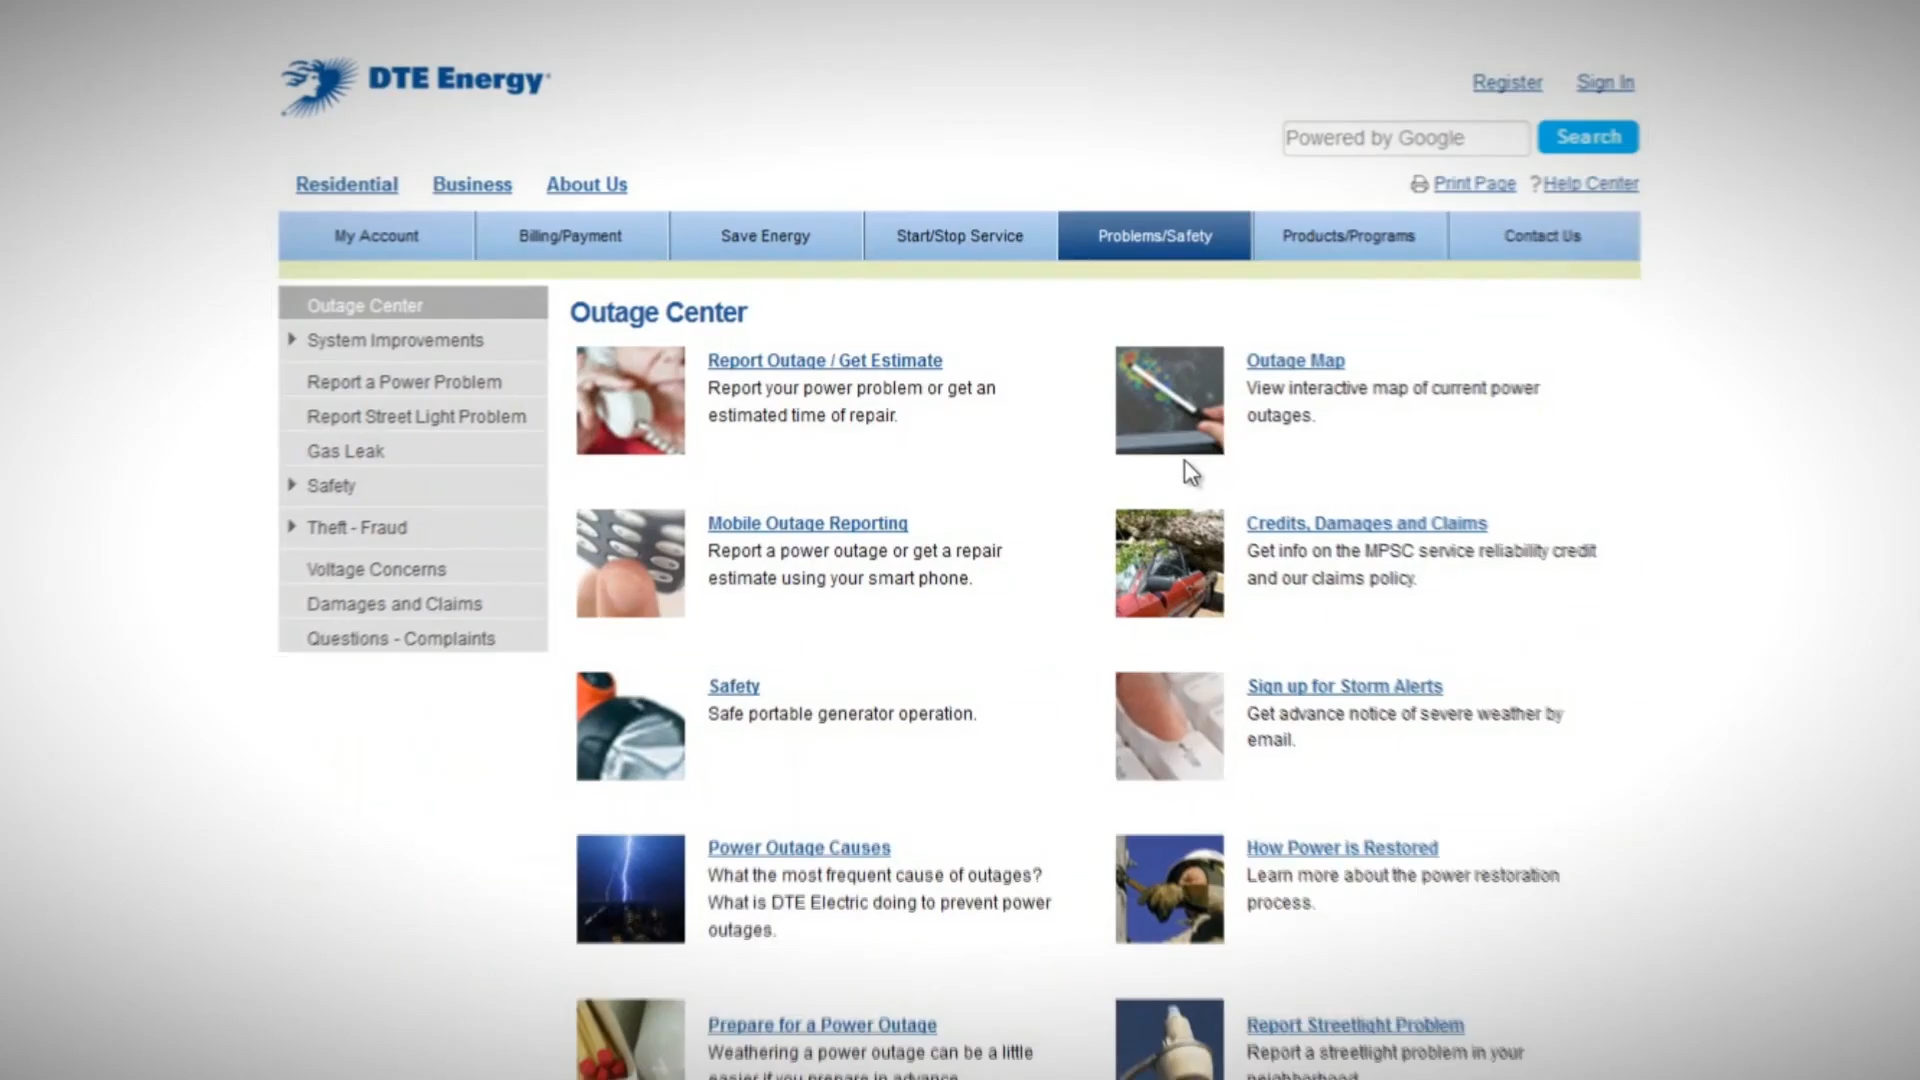 DTE Energy
Register Sign In
Powered by Google Search
Residential Business About Us
Print Page ?Help Center
My Account Billing/Payment Save Energy Start/Stop Service Problems/Safety Products/Programs Contact Us
Outage Center
System Improvements
Report a Power Problem
Report Street Light Problem
Gas Leak
Safety
Theft - Fraud
Voltage Concerns
Damages and Claims
Questions - Complaints
Outage Center
Report Outage / Get Estimate
Report your power problem or get an
estimated time of repair.
Outage Map
View interactive map of current power
outages.
Mobile Outage Reporting
Report a power outage or get a repair
estimate using your smart phone.
Credits, Damages and Claims
Get info on the MPSC service reliability credit
and our claims policy.
Safety
Safe portable generator operation.
Sign up for Storm Alerts
Get advance notice of severe weather by
email.
Power Outage Causes
What the most frequent cause of outages?
What is DTE Electric doing to prevent power
outages.
How Power is Restored
Learn more about the power restoration
process.
Prepare for a Power Outage
Weathering a power outage can be a little
easier if you prepare in advance.
Report Streetlight Problem
Report a streetlight problem in your
neighborhood.